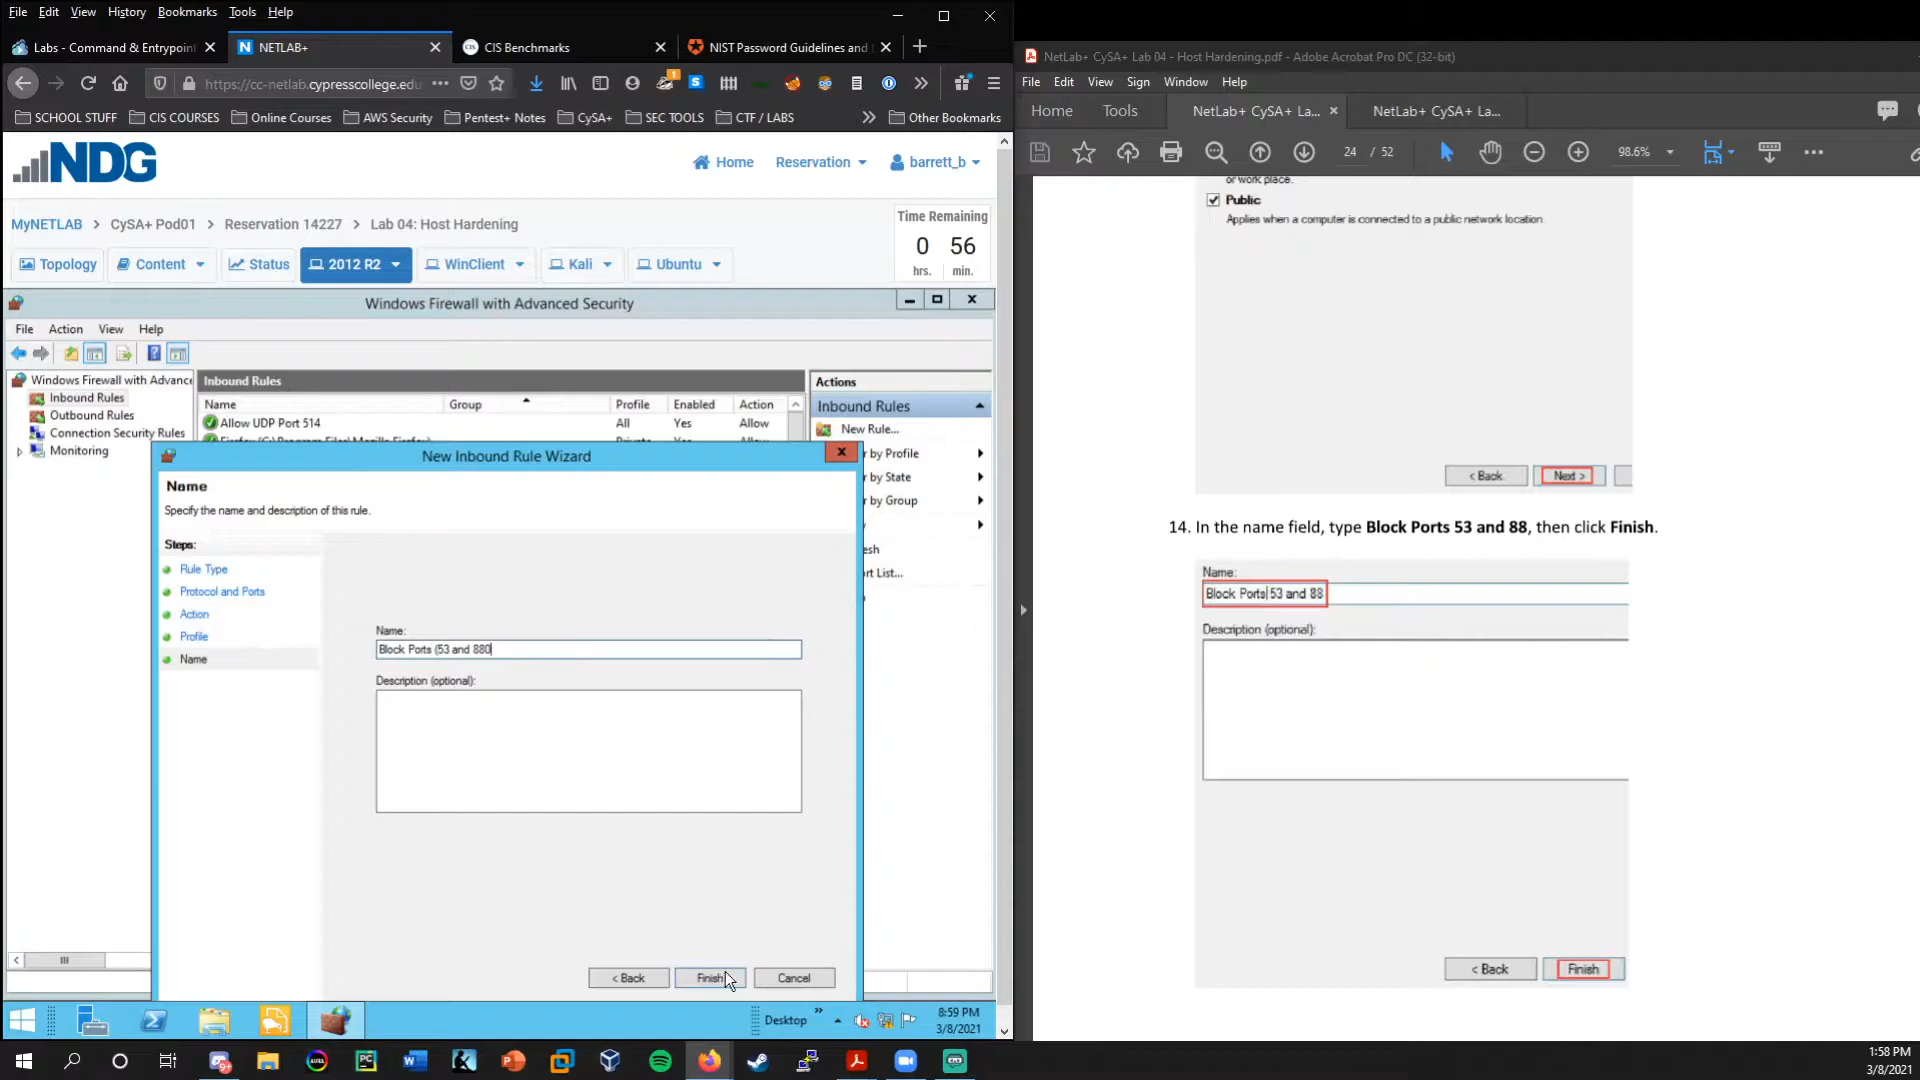 File Edit View History Bookmarks Tools Help
Labs - Command & Entrypoin
NETLAB+
CIS Benchmarks
NIST Password Guidelines and
https://cc-netlab.cypresscollege.edu
SCHOOL STUFF CIS COURSES Online Courses AWS Security Pentest+ Notes CySA+ SEC TOOLS CTF / LABS » Other Bookmarks
NDG
Home Reservation barrett_b
MyNETLAB > CySA+ Pod01 > Reservation 14227 > Lab 04: Host Hardening
Time Remaining
0 56
hrs. min.
Topology Content Status 2012 R2 WinClient Kali Ubuntu
Windows Firewall with Advanced Security
File Action View Help
Windows Firewall with Advanc
Inbound Rules
Outbound Rules
Connection Security Rules
Monitoring
Inbound Rules
Name Group Profile Enabled Action
Allow UDP Port 514 All Yes Allow
Actions
Inbound Rules
New Rule...
r by Profile
r by State
r by Group
esh
rt List...
New Inbound Rule Wizard
Name
Specify the name and description of this rule.
Steps:
Rule Type
Protocol and Ports
Action
Profile
Name
Name:
Block Ports (53 and 880
Description (optional):
< Back Finish Cancel
Desktop
8:59 PM
3/8/2021
NetLab+ CySA+ Lab 04 - Host Hardening.pdf - Adobe Acrobat Pro DC (32-bit)
File Edit View Sign Window Help
Home Tools NetLab+ CySA+ La... × NetLab+ CySA+ La...
24 / 52 98.6%
or work place.
Public
Applies when a computer is connected to a public network location
< Back Next >
14. In the name field, type Block Ports 53 and 88, then click Finish.
Name:
Block Ports 53 and 88
Description (optional):
< Back Finish
1:58 PM
3/8/2021